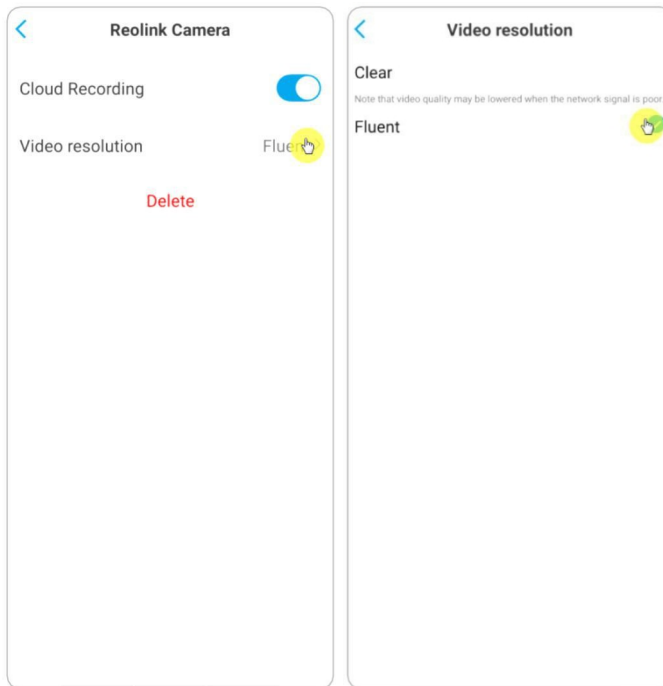 Reolink Camera
Cloud Recording
Video resolution
Delete
Video resolution
Clear
Note that video quality may be lowered when the network signal is poor
Fluent